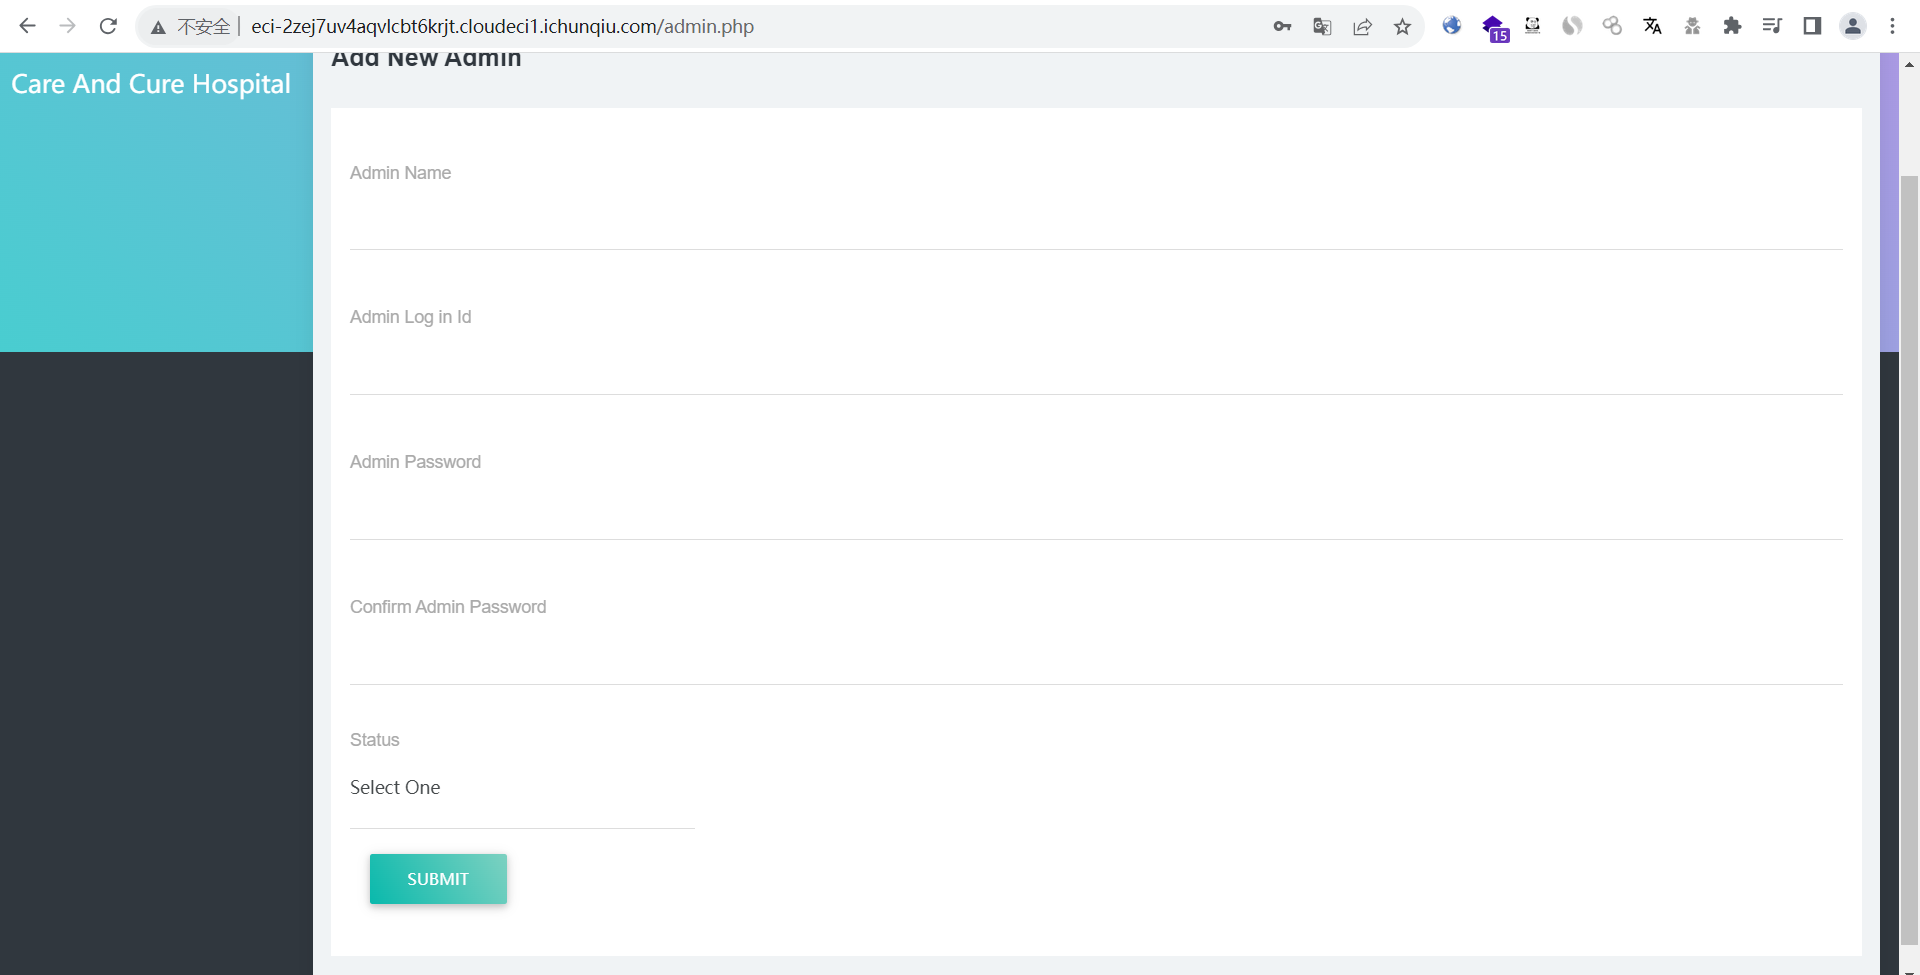 不安全 eci-2zej7uv4aqvlcbt6krjt.cloudeci1.ichunqiu.com/admin.php
15
Add New Admin
Care And Cure Hospital
Admin Name
Admin Log in Id
Admin Password
Confirm Admin Password
Status
Select One
SUBMIT